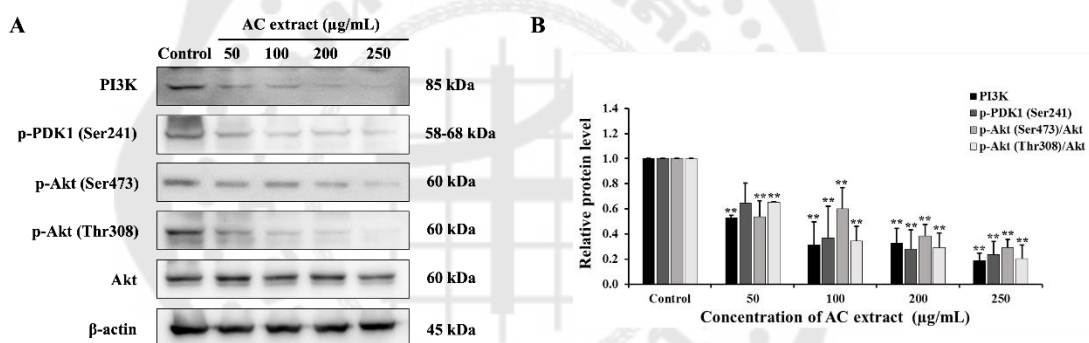 A
AC extract (µg/mL)
Control 50 100 200 250
PI3K 85 kDa
p-PDK1 (Ser241) 58-68 kDa
p-Akt (Ser473) 60 kDa
p-Akt (Thr308) 60 kDa
Akt 60 kDa
β-actin 45 kDa
B
PI3K
p-PDK1 (Ser241)
p-Akt (Ser473)/Akt
p-Akt (Thr308)/Akt
Relative protein level
1.4
1.2
1.0
0.8
0.6
0.4
0.2
0.0
** ** **
** ** ** **
** ** ** **
** ** ** **
Control 50 100 200 250
Concentration of AC extract (µg/mL)